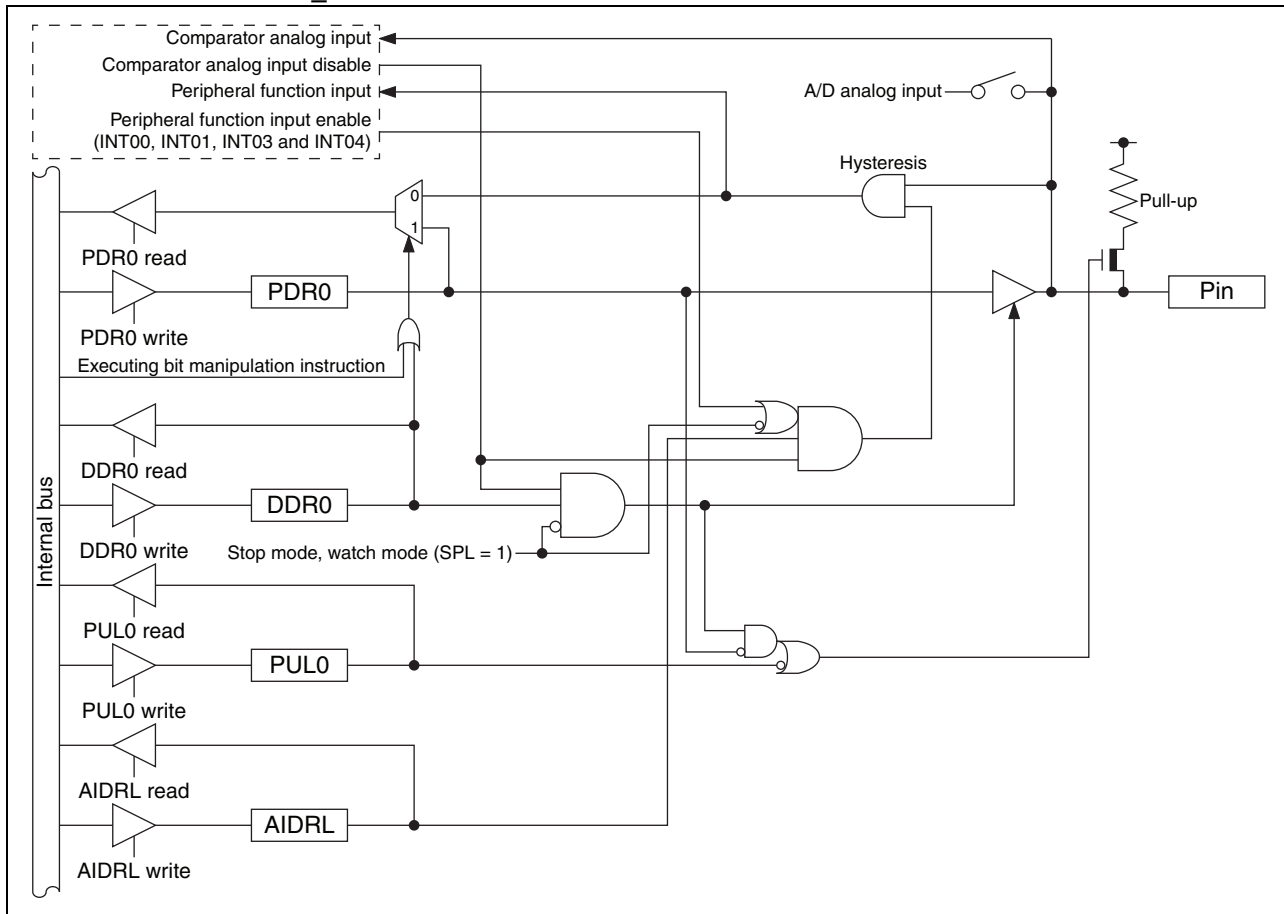 Comparator analog input
Comparator analog input disable
Peripheral function input
Peripheral function input enable
(INT00, INT01, INT03 and INT04)
A/D analog input
Hysteresis
Pull-up
0
1
PDR0 read
PDR0
Pin
PDR0 write
Executing bit manipulation instruction
DDR0 read
DDR0
DDR0 write
Stop mode, watch mode (SPL = 1)
Internal bus
PUL0 read
PUL0
PUL0 write
AIDRL read
AIDRL
AIDRL write